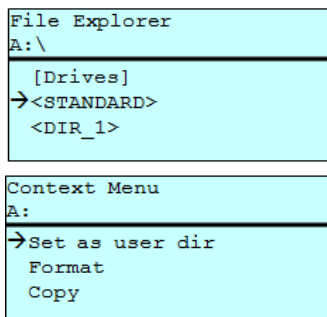 File Explorer
A:\
[Drives]
→<STANDARD>
<DIR_1>
Context Menu
A:
→Set as user dir
Format
Copy